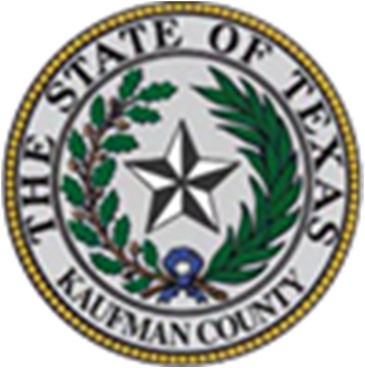 THE STATE OF TEXAS
KAUFMAN COUNTY